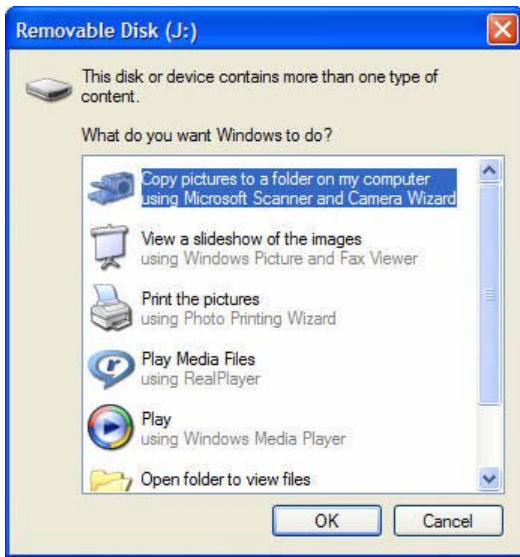 Removable Disk (J:)
This disk or device contains more than one type of
content.
What do you want Windows to do?
Copy pictures to a folder on my computer
using Microsoft Scanner and Camera Wizard
View a slideshow of the images
using Windows Picture and Fax Viewer
Print the pictures
using Photo Printing Wizard
Play Media Files
using RealPlayer
Play
using Windows Media Player
Open folder to view files
OK
Cancel